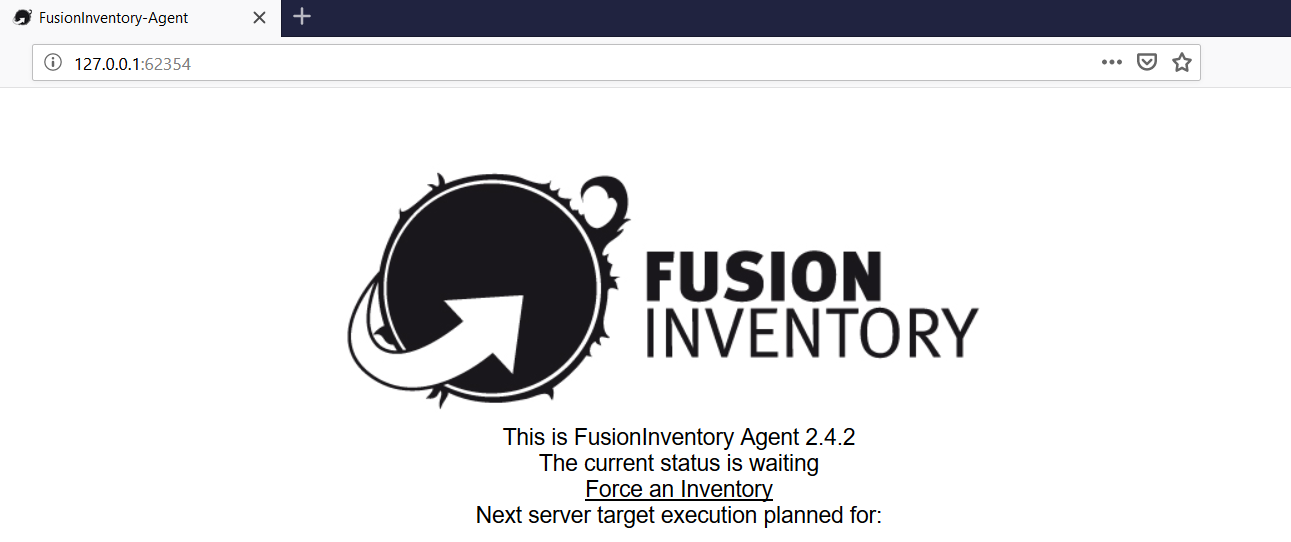 FusionInventory-Agent
127.0.0.1:62354
FUSION
INVENTORY
This is FusionInventory Agent 2.4.2
The current status is waiting
Force an Inventory
Next server target execution planned for: